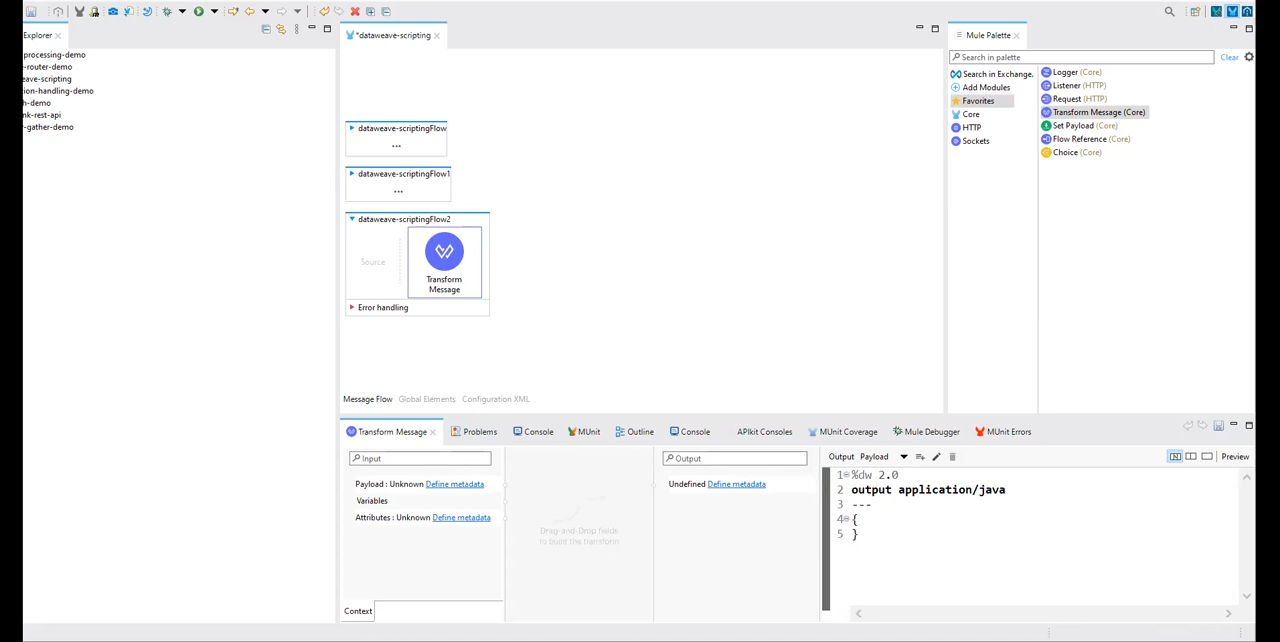 Explorer
*dataweave-scripting
Mule Palette
processing-demo
-router-demo
eave-scripting
ion-handling-demo
h-demo
nk-rest-api
r-gather-demo
dataweave-scriptingFlow
...
dataweave-scriptingFlow1
...
dataweave-scriptingFlow2
Source
Transform
Message
Error handling
Message Flow
Global Elements
Configuration XML
Search in palette
Clear
Search in Exchange.
Add Modules
Favorites
Core
HTTP
Sockets
Logger (Core)
Listener (HTTP)
Request (HTTP)
Transform Message (Core)
Set Payload (Core)
Flow Reference (Core)
Choice (Core)
Transform Message
Problems
Console
MUnit
Outline
Console
APIkit Consoles
MUnit Coverage
Mule Debugger
MUnit Errors
Input
Payload : Unknown Define metadata
Variables
Attributes : Unknown Define metadata
Context
Drag-and-Drop fields
to build the transform
Output
Undefined Define metadata
Output Payload
Preview
1 %dw 2.0
2 output application/java
3 ---
4 {
5 }